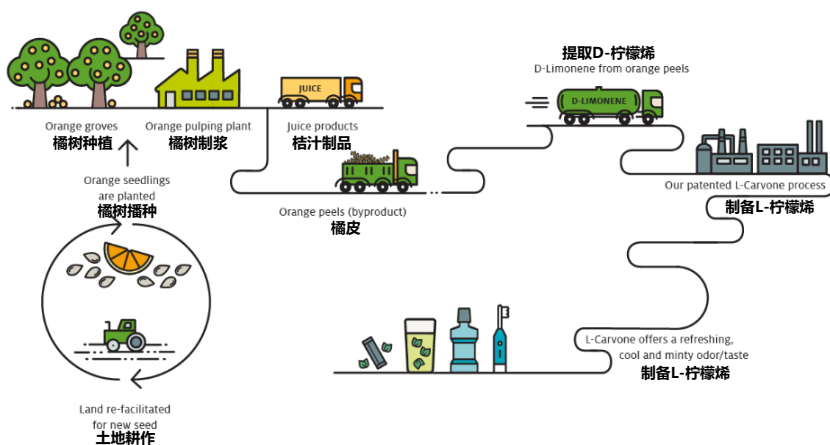 提取D-柠檬烯
D-Limonene from orange peels
JUICE
D-LIMONENE
Orange groves
橘树种植
Orange pulping plant
橘树制浆
Juice products
桔汁制品
Our patented L-Carvone process
制备L-柠檬烯
Orange seedlings
are planted
橘树播种
Orange peels (byproduct)
橘皮
L-Carvone offers a refreshing,
cool and minty odor/taste
制备L-柠檬烯
Land re-facilitated
for new seed
土地耕作